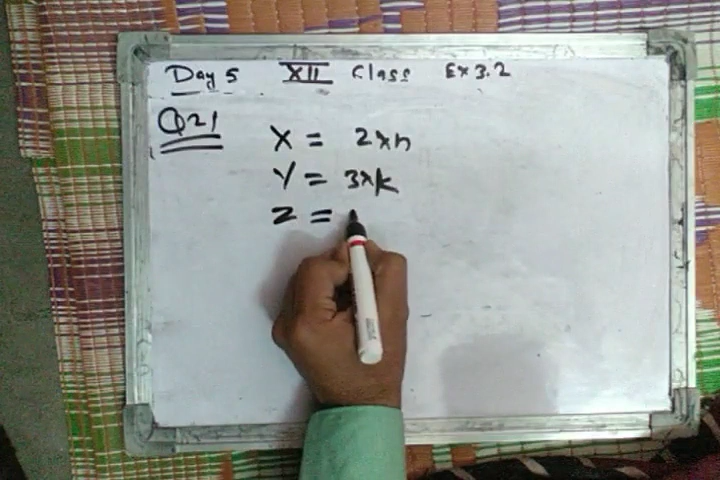 Day 5 XII Class Ex 3.2
Q21
X = 2xn
Y = 3xk
Z =